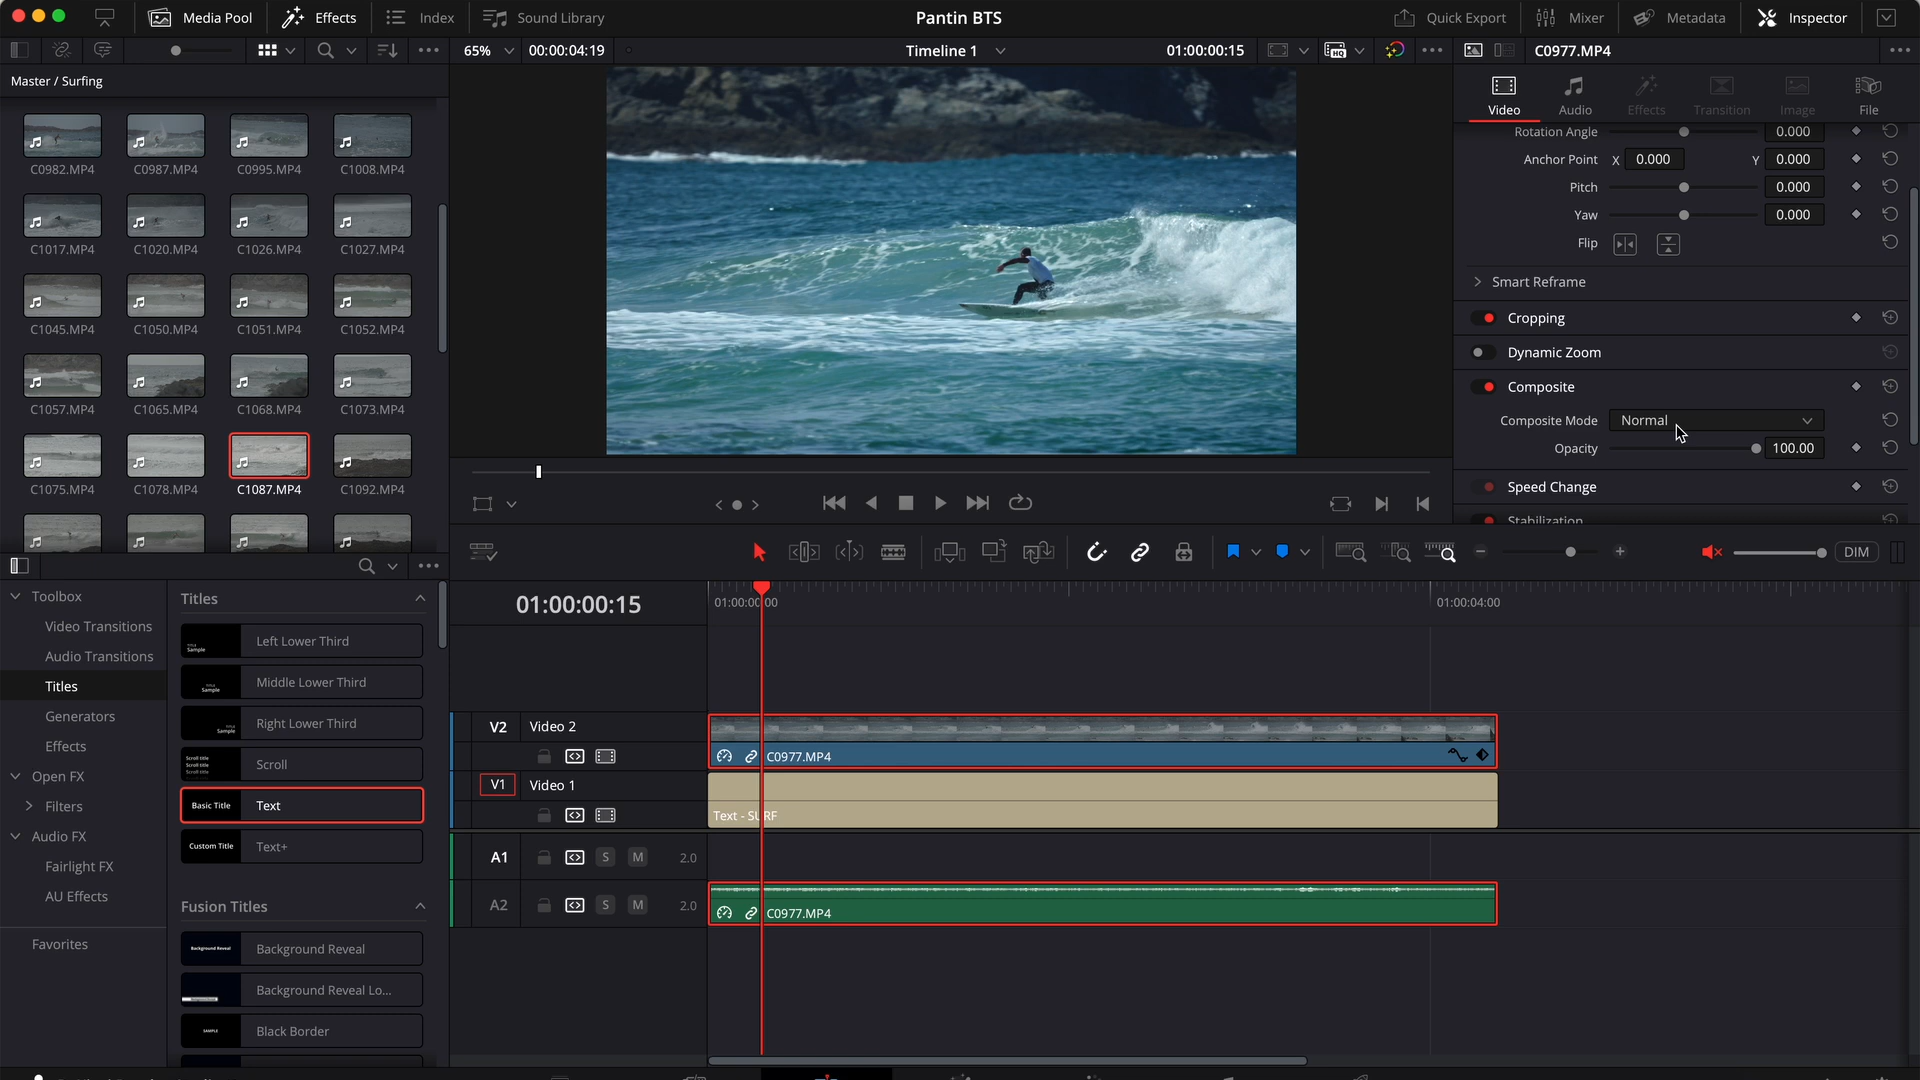 Media Pool
Effects
Index
Sound Library
Pantin BTS
Quick Export
Mixer
Metadata
Inspector
65%
00:00:04:19
Timeline 1
01:00:00:15
C0977.MP4
Master / Surfing
C0982.MP4
C0987.MP4
C0995.MP4
C1008.MP4
C1017.MP4
C1020.MP4
C1026.MP4
C1027.MP4
C1045.MP4
C1050.MP4
C1051.MP4
C1052.MP4
C1057.MP4
C1065.MP4
C1068.MP4
C1073.MP4
C1075.MP4
C1078.MP4
C1087.MP4
C1092.MP4
Video
Audio
Effects
Transition
Image
File
Rotation Angle
0.000
Anchor Point
X
0.000
Y
0.000
Pitch
0.000
Yaw
0.000
Flip
Smart Reframe
Cropping
Dynamic Zoom
Composite
Composite Mode
Normal
Opacity
100.00
Speed Change
Stabilization
DIM
Toolbox
Video Transitions
Audio Transitions
Titles
Generators
Effects
Open FX
Filters
Audio FX
Fairlight FX
AU Effects
Favorites
Titles
Sample
Left Lower Third
Sample
Middle Lower Third
Sample
Right Lower Third
Scroll title
Scroll
Basic Title
Text
Custom Title
Text+
Fusion Titles
Background Reveal
Background Reveal
Background Reveal Lo...
SAMPLE
Black Border
01:00:00:15
01:00:00:00
01:00:04:00
V2
Video 2
C0977.MP4
V1
Video 1
Text - SURF
A1
S
M
2.0
A2
S
M
2.0
C0977.MP4